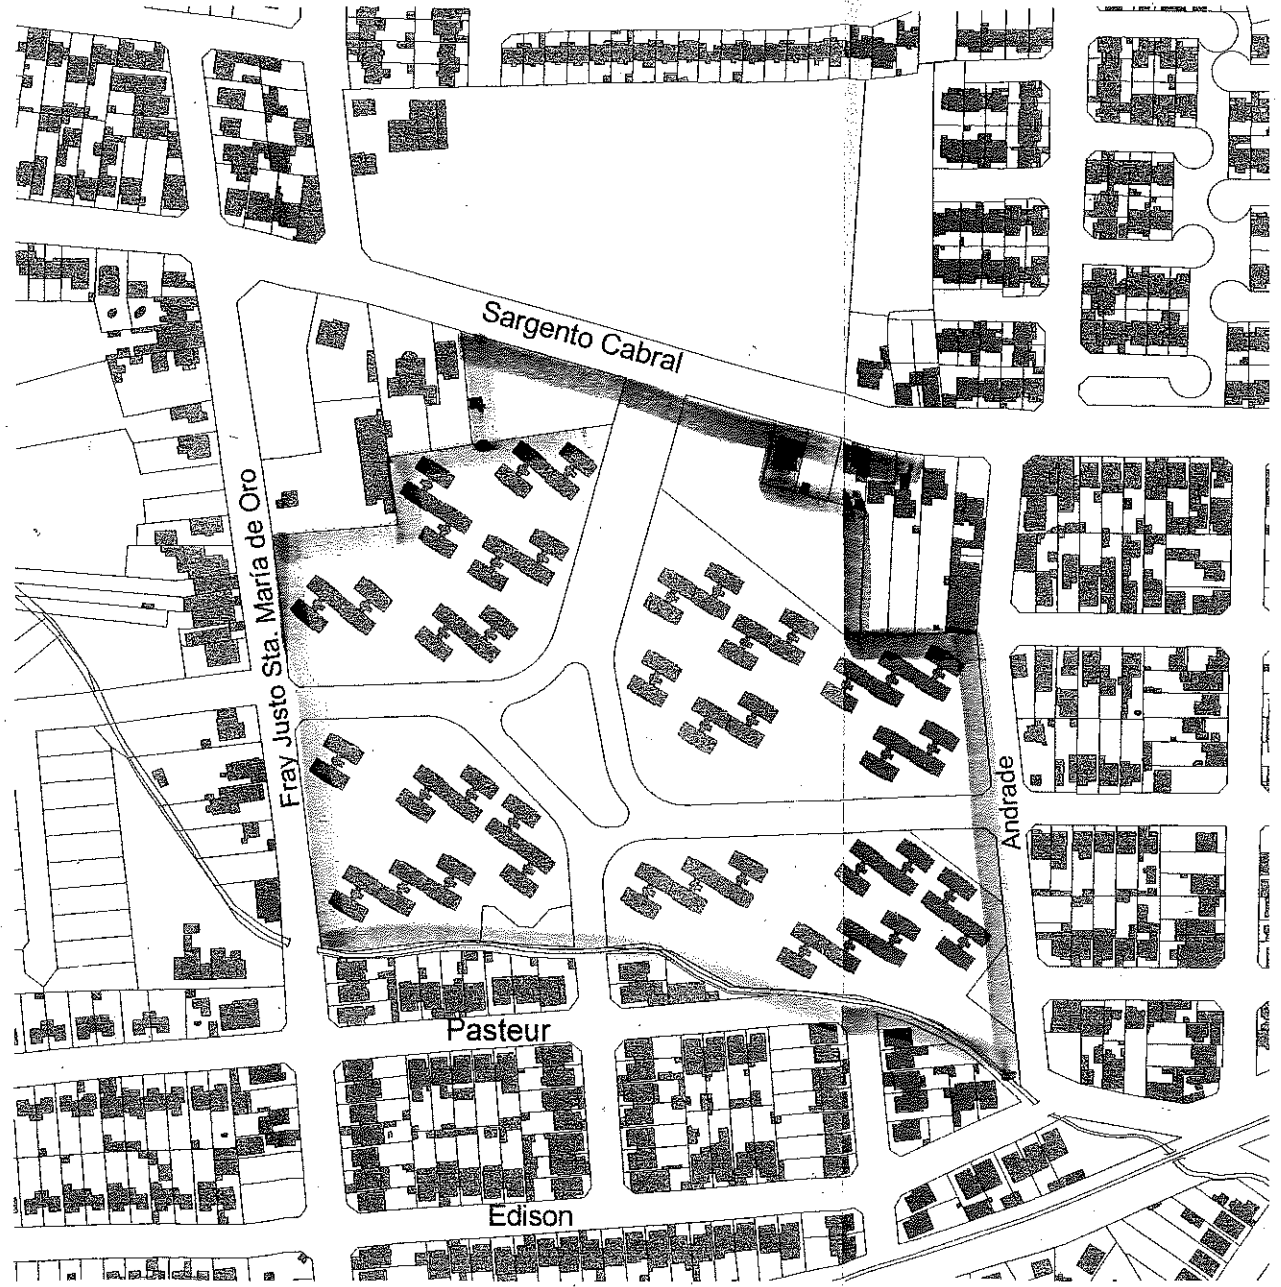 Sargento Cabral
Fray Justo Sta. María de Oro
Andrade
Pasteur
Edison